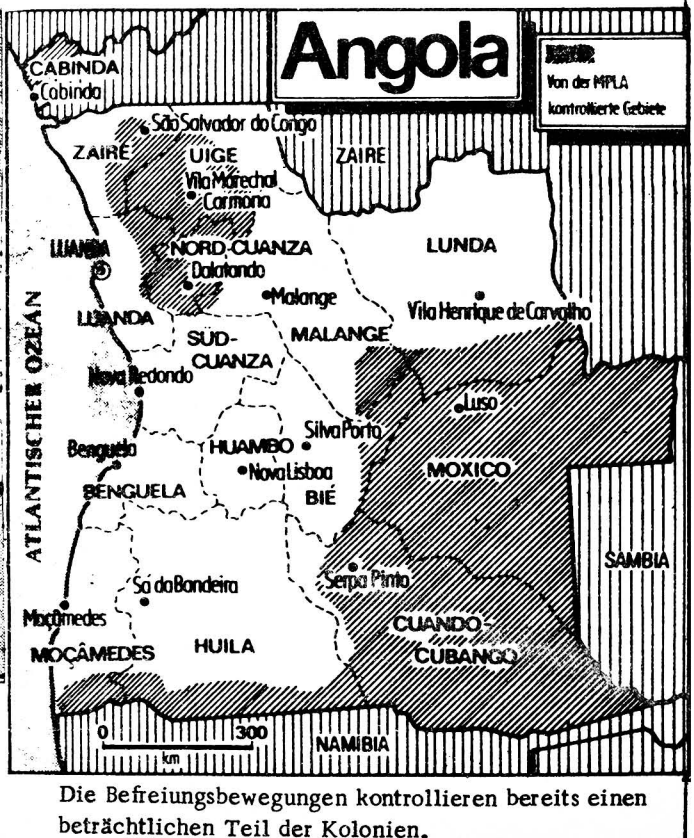 Angola
Von der MPLA
kontrollierte Gebiete
CABINDA
Cabinda
São Salvador do Congo
ZAIRE
UIGE
ZAIRE
Vila Marechal
Carmona
LUANDA
NORD-CUANZA
LUNDA
Dalatando
Malange
Vila Henrique de Carvalho
LUANDA
SÜD-
CUANZA
MALANGE
ATLANTISCHER OZEAN
Nova Redondo
Luso
Silva Porto
Benguela
HUAMBO
Nova Lisboa
MOXICO
BENGUELA
BIÉ
SAMBIA
Serpa Pinto
Sá da Bandeira
Moçâmedes
CUANDO-
CUBANGO
MOÇÂMEDES
HUILA
0 300
km
NAMIBIA
Die Befreiungsbewegungen kontrollieren bereits einen
beträchtlichen Teil der Kolonien.